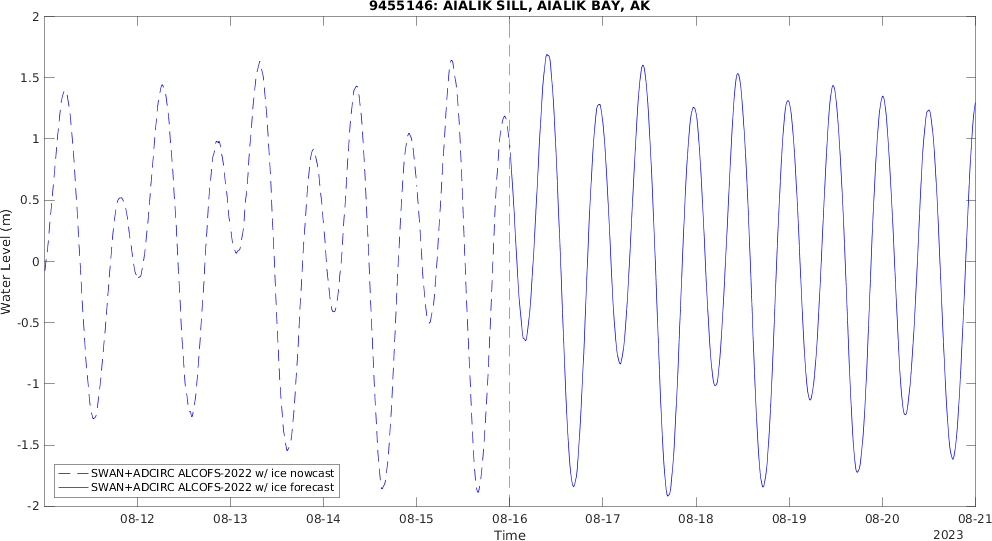 9455146: AIALIK SILL, AIALIK BAY, AK
2
1.5
1
0.5
0
-0.5
-1
-1.5
-2
Water Level (m)
SWAN+ADCIRC ALCOFS-2022 w/ ice nowcast
SWAN+ADCIRC ALCOFS-2022 w/ ice forecast
08-12 08-13 08-14 08-15 08-16 08-17 08-18 08-19 08-20 08-21
Time
2023